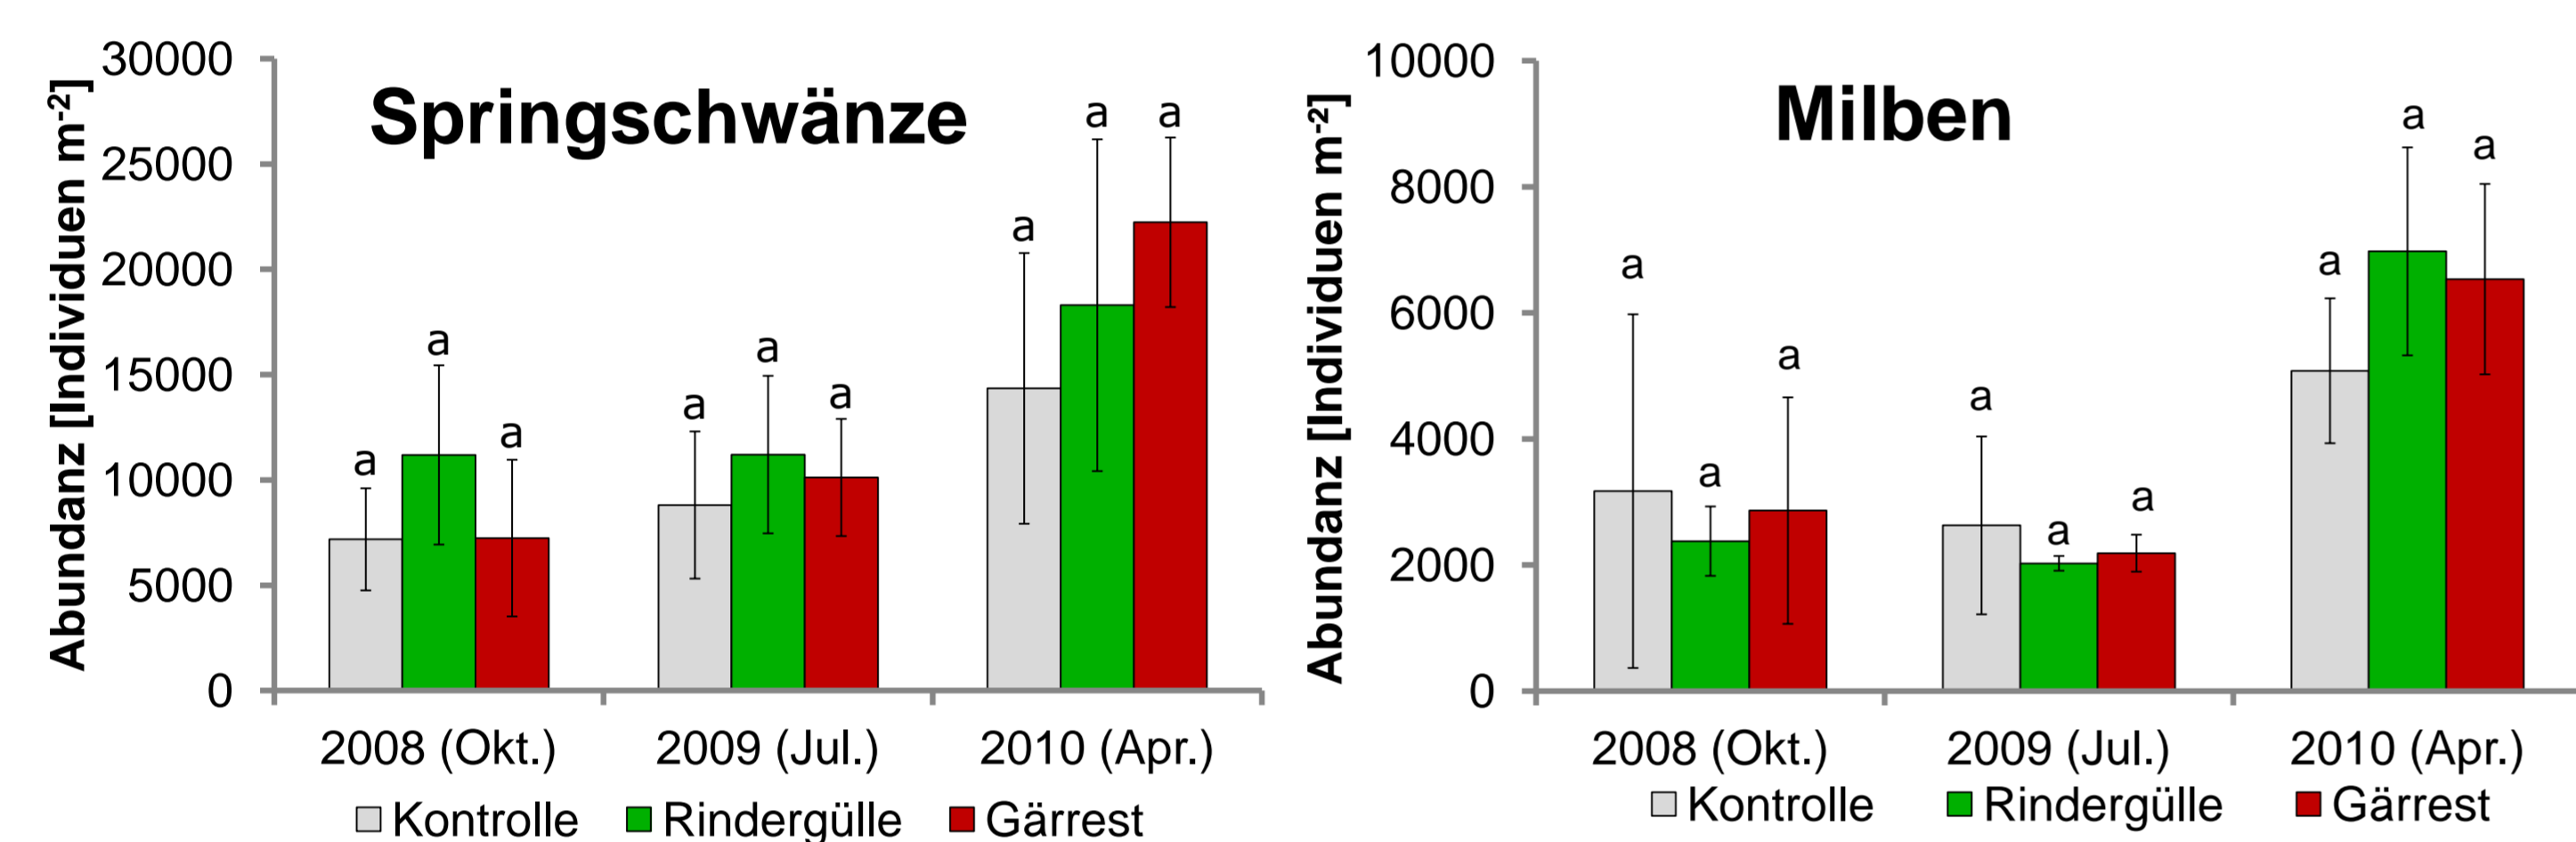 Springschwänze
Abundanz [Individuen m⁻²]
30000
25000
20000
15000
10000
5000
0
a
a
a
a
a
a
a
a
a
2008 (Okt.)
2009 (Jul.)
2010 (Apr.)
Kontrolle
Rindergülle
Gärrest
Milben
Abundanz [Individuen m⁻²]
10000
8000
6000
4000
2000
0
a
a
a
a
a
a
a
a
a
2008 (Okt.)
2009 (Jul.)
2010 (Apr.)
Kontrolle
Rindergülle
Gärrest